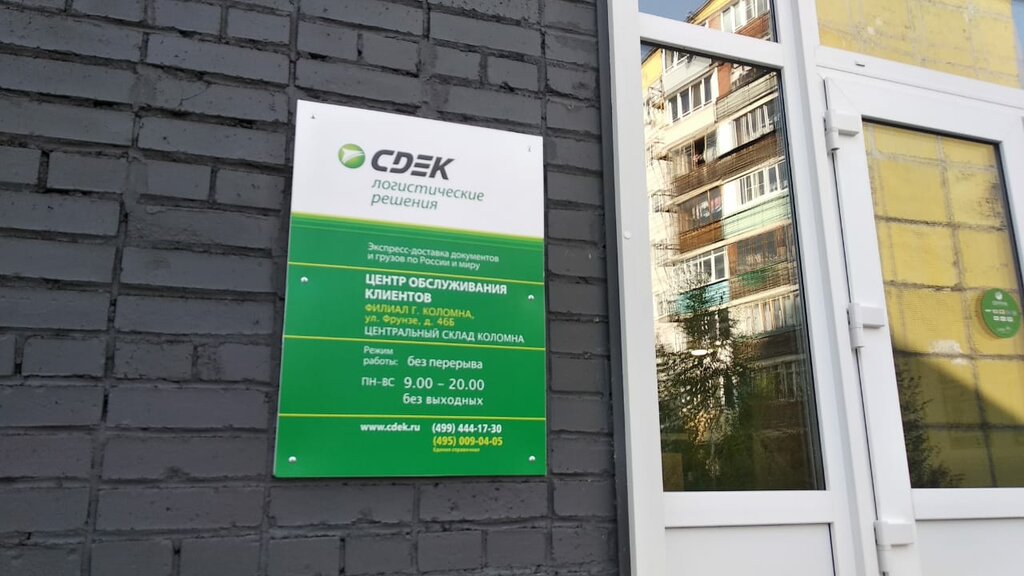 CDEK
логистические
решения
Экспресс-доставка документов
и грузов по России и миру
ЦЕНТР ОБСЛУЖИВАНИЯ
КЛИЕНТОВ
ФИЛИАЛ Г. КОЛОМНА,
ул. Фрунзе, д. 46Б
ЦЕНТРАЛЬНЫЙ СКЛАД КОЛОМНА
Режим
работы: без перерыва
ПН-ВС 9.00 – 20.00
без выходных
www.cdek.ru (499) 444-17-30
(495) 009-04-05
Единая справочная